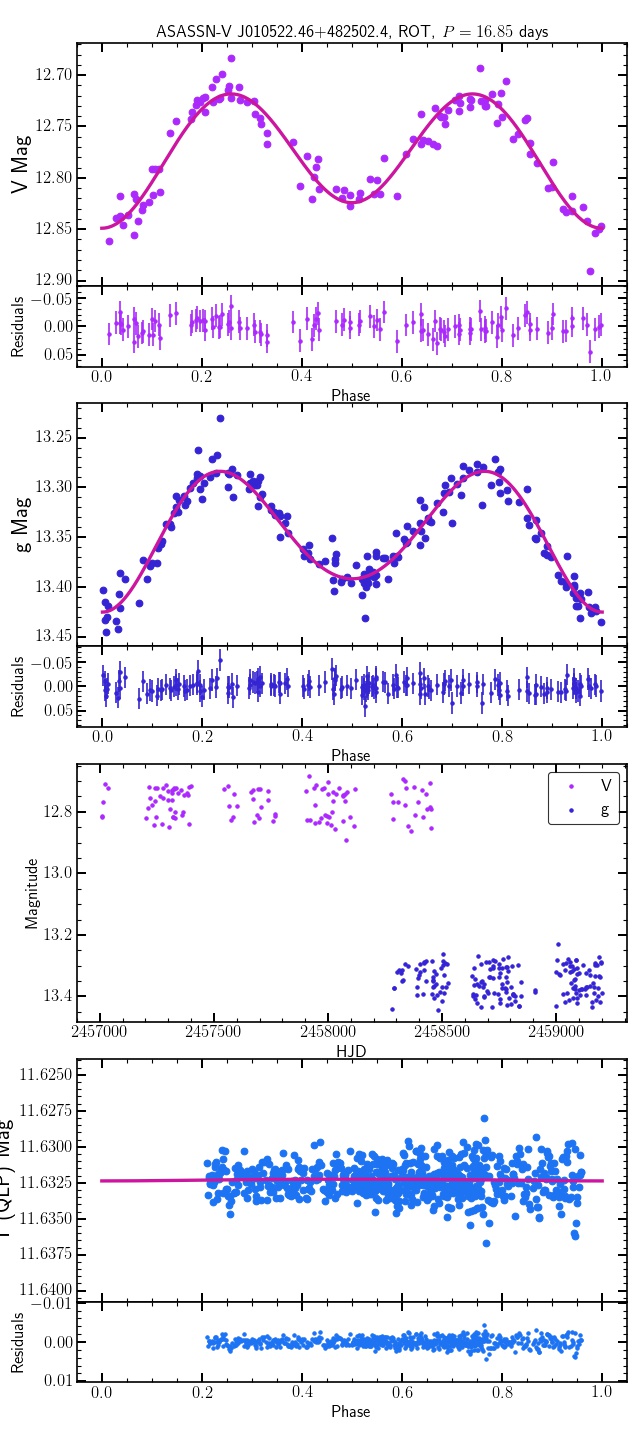 ASASSN-V J010522.46+482502.4, ROT, P = 16.85 days
12.70
12.75
12.80
12.85
12.90
V Mag
−0.05
0.00
0.05
Residuals
0.0 0.2 0.4 0.6 0.8 1.0
Phase
13.25
13.30
13.35
13.40
13.45
g Mag
−0.05
0.00
0.05
Residuals
0.0 0.2 0.4 0.6 0.8 1.0
Phase
12.8
13.0
13.2
13.4
Magnitude
V
g
2457000 2457500 2458000 2458500 2459000
HJD
11.6250
11.6275
11.6300
11.6325
11.6350
11.6375
11.6400
(QLP) Mag
−0.01
0.00
0.01
Residuals
0.0 0.2 0.4 0.6 0.8 1.0
Phase